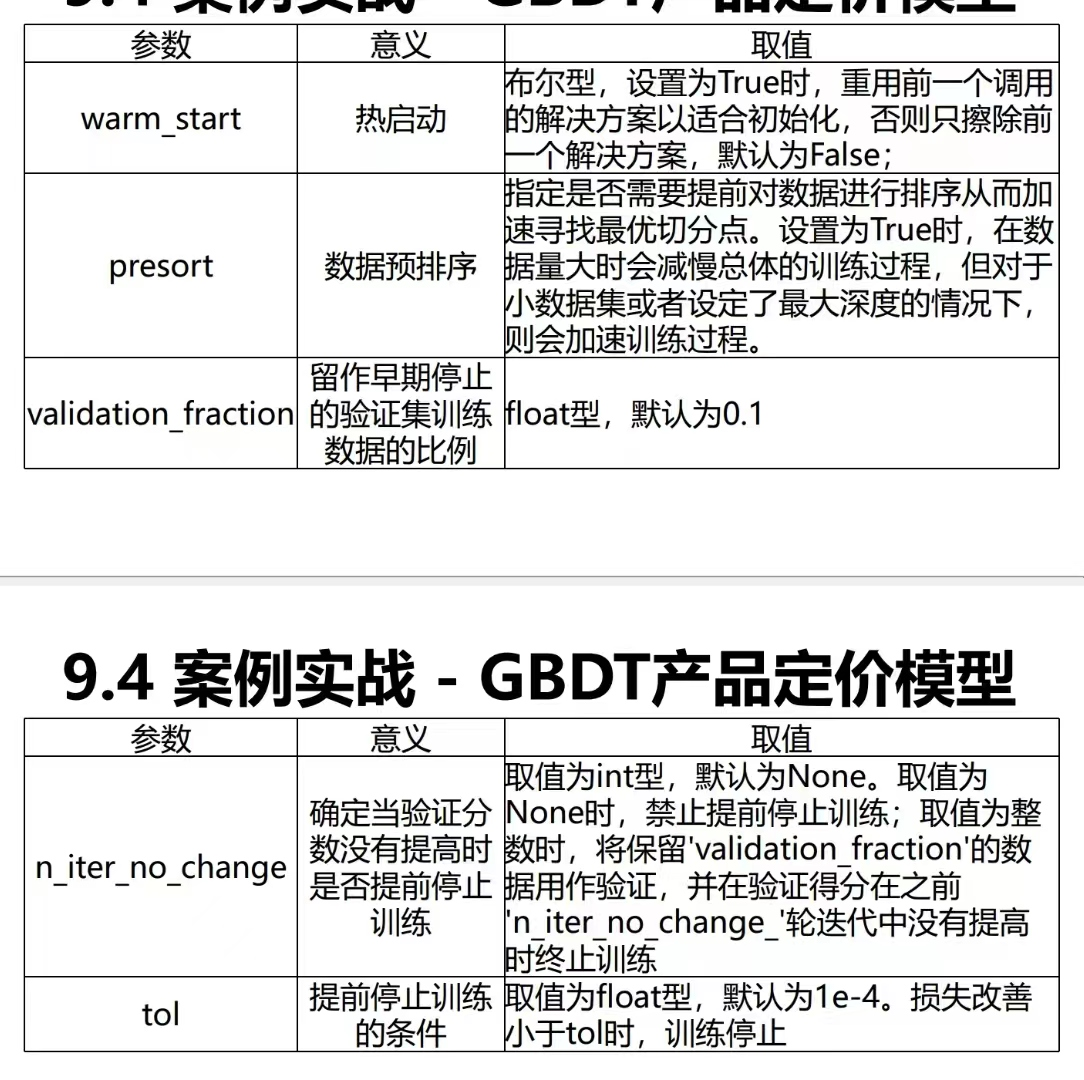 9.4 案例实战 - GBDT产品定价模型
参数
意义
取值
warm_start
热启动
布尔型，设置为True时，重用前一个调用
的解决方案以适合初始化，否则只擦除前
一个解决方案，默认为False；
presort
数据预排序
指定是否需要提前对数据进行排序从而加
速寻找最优切分点。设置为True时，在数
据量大时会减慢总体的训练过程，但对于
小数据集或者设定了最大深度的情况下，
则会加速训练过程。
validation_fraction
留作早期停止
的验证集训练
数据的比例
float型，默认为0.1
9.4 案例实战 - GBDT产品定价模型
参数
意义
取值
n_iter_no_change
确定当验证分
数没有提高时
是否提前停止
训练
取值为int型，默认为None。取值为
None时，禁止提前停止训练；取值为整
数时，将保留'validation_fraction'的数
据用作验证，并在验证得分在之前
'n_iter_no_change_'轮迭代中没有提高
时终止训练
tol
提前停止训练
的条件
取值为float型，默认为1e-4。损失改善
小于tol时，训练停止